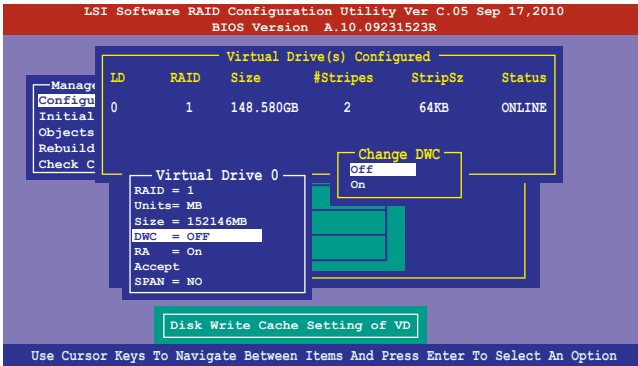 LSI Software RAID Configuration Utility Ver C.05 Sep 17,2010
BIOS Version A.10.09231523R
Virtual Drive(s) Configured
LD RAID Size #Stripes StripSz Status
0 1 148.580GB 2 64KB ONLINE
Manage
Configu
Initial
Objects
Rebuild
Check C
Change DWC
Off
On
Virtual Drive 0
RAID = 1
Units= MB
Size = 152146MB
DWC = OFF
RA = On
Accept
SPAN = NO
Disk Write Cache Setting of VD
Use Cursor Keys To Navigate Between Items And Press Enter To Select An Option